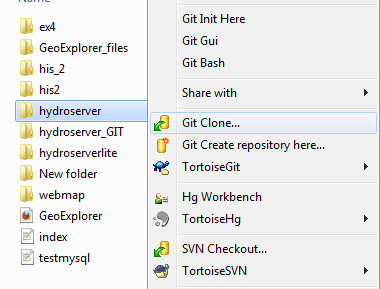 Name
ex4
GeoExplorer_files
his_2
his2
hydroserver
hydroserver_GIT
hydroserverlite
New folder
webmap
GeoExplorer
index
testmysql
Git Init Here
Git Gui
Git Bash
Share with
Git Clone...
Git Create repository here...
TortoiseGit
Hg Workbench
TortoiseHg
SVN Checkout...
TortoiseSVN